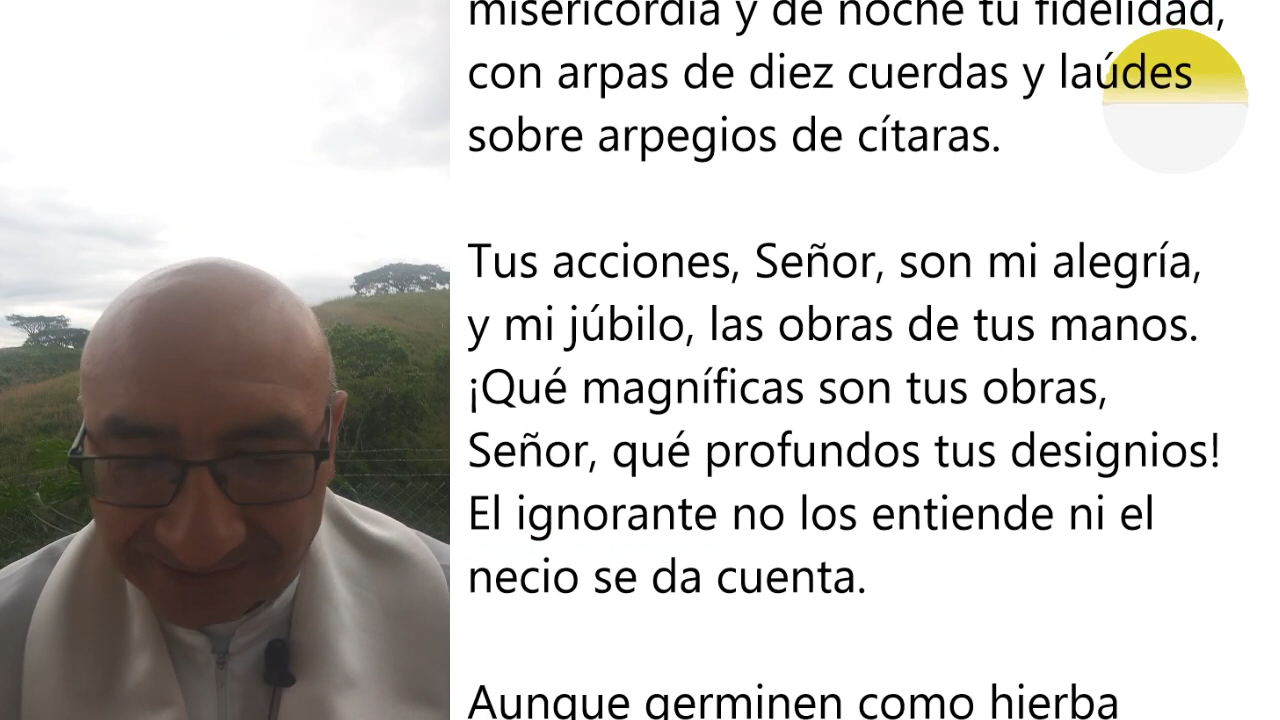 misericordia y de noche tu fidelidad,
con arpas de diez cuerdas y laúdes
sobre arpegios de cítaras.
Tus acciones, Señor, son mi alegría,
y mi júbilo, las obras de tus manos.
¡Qué magníficas son tus obras,
Señor, qué profundos tus designios!
El ignorante no los entiende ni el
necio se da cuenta.
Aunque germinen como hierba